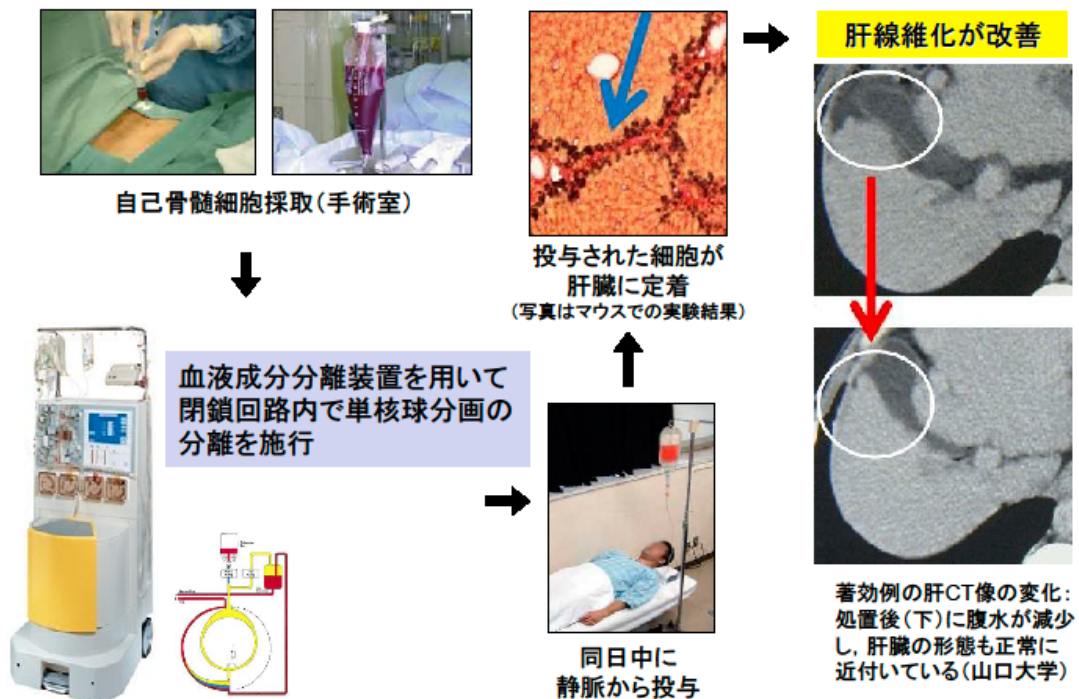 自己骨髄細胞採取(手術室)
血液成分分離装置を用いて
閉鎖回路内で単核球分画の
分離を施行
同日中に
静脈から投与
投与された細胞が
肝臓に定着
(写真はマウスでの実験結果)
肝線維化が改善
著効例の肝CT像の変化:
処置後(下)に腹水が減少
し,肝臓の形態も正常に
近付いている(山口大学)